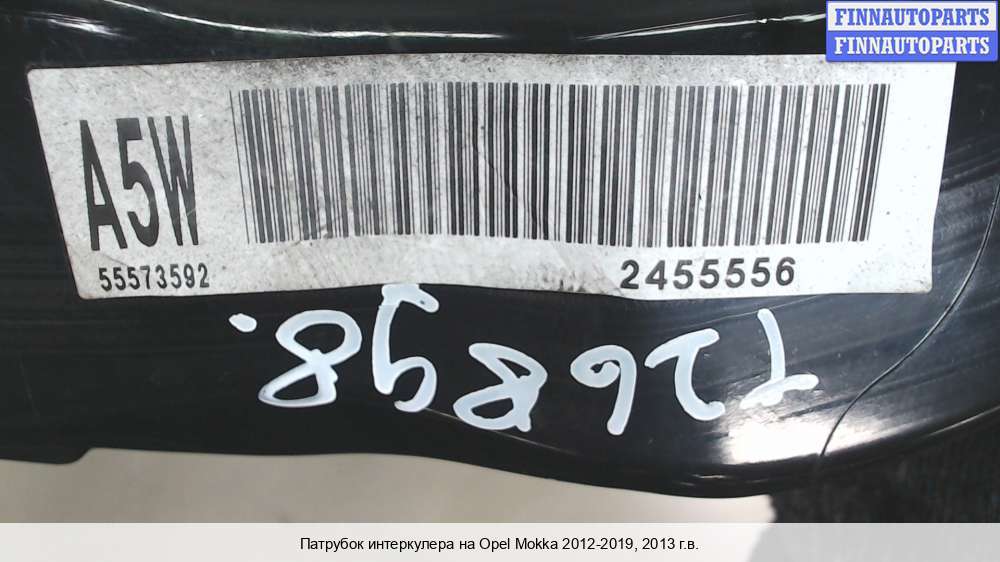 FINNAUTOPARTS
FINNAUTOPARTS
A5W
55573592
2455556
Патрубок интеркулера на Opel Mokka 2012-2019, 2013 г.в.